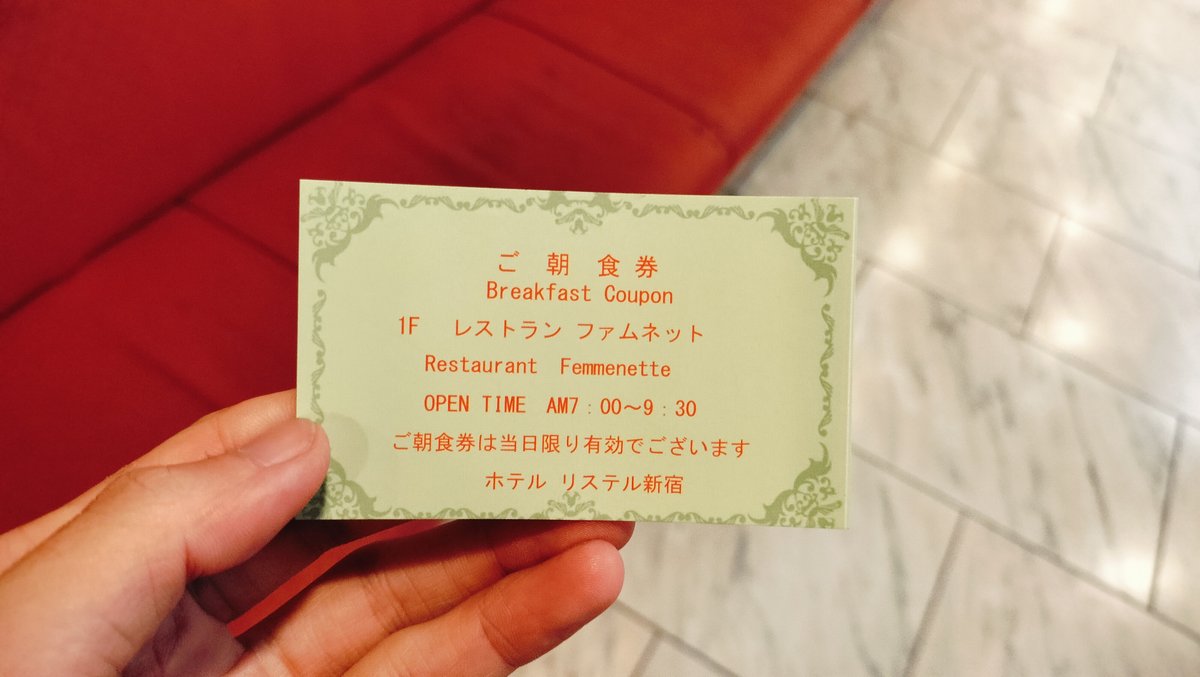 ご 朝 食 券
Breakfast Coupon
1F レストラン ファムネット
Restaurant Femmenette
OPEN TIME AM7:00～9:30
ご朝食券は当日限り有効でございます
ホテル リステル新宿